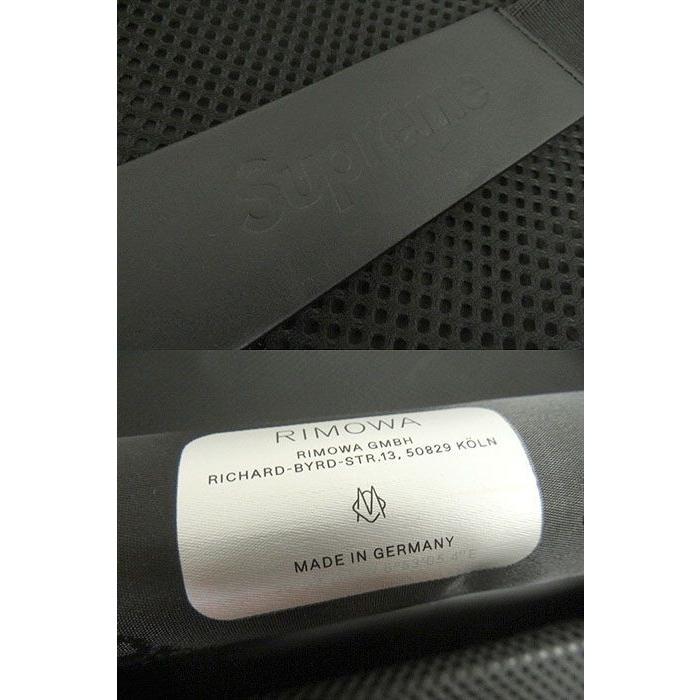 Supreme
RIMOWA
RIMOWA GMBH
RICHARD-BYRD-STR.13, 50829 KÖLN
MADE IN GERMANY